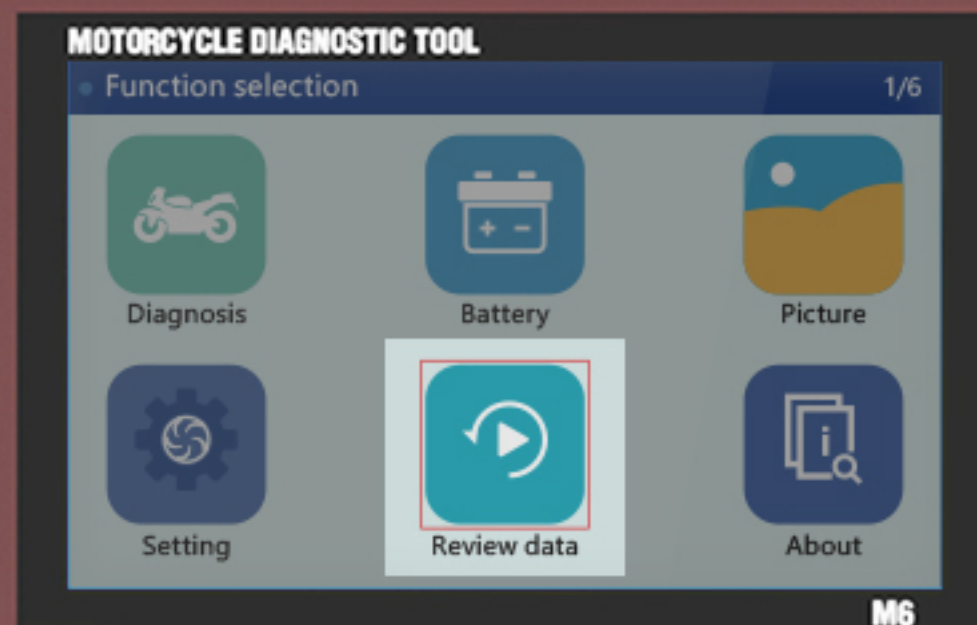 MOTORCYCLE DIAGNOSTIC TOOL
Function selection 1/6
Diagnosis Battery Picture
Setting Review data About
M6